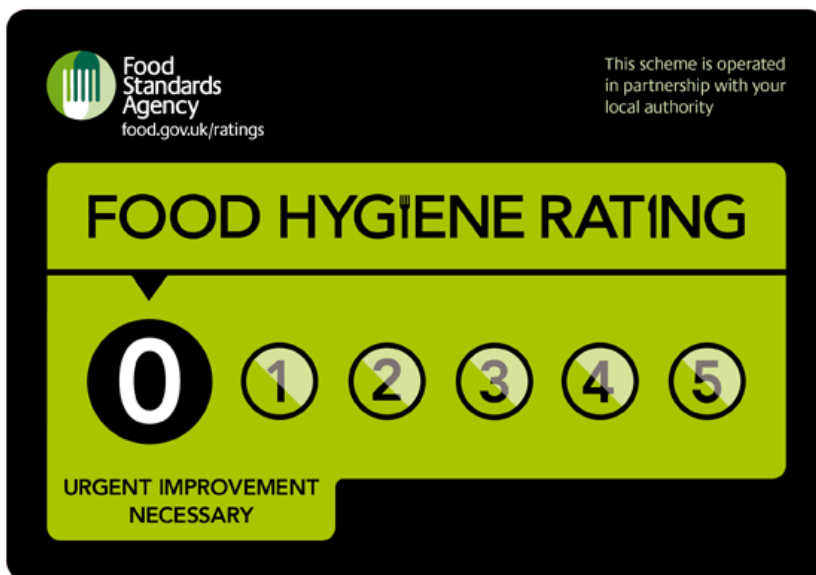 Food
Standards
Agency
food.gov.uk/ratings
This scheme is operated
in partnership with your
local authority
FOOD HYGIENE RATING
0 1 2 3 4 5
URGENT IMPROVEMENT
NECESSARY